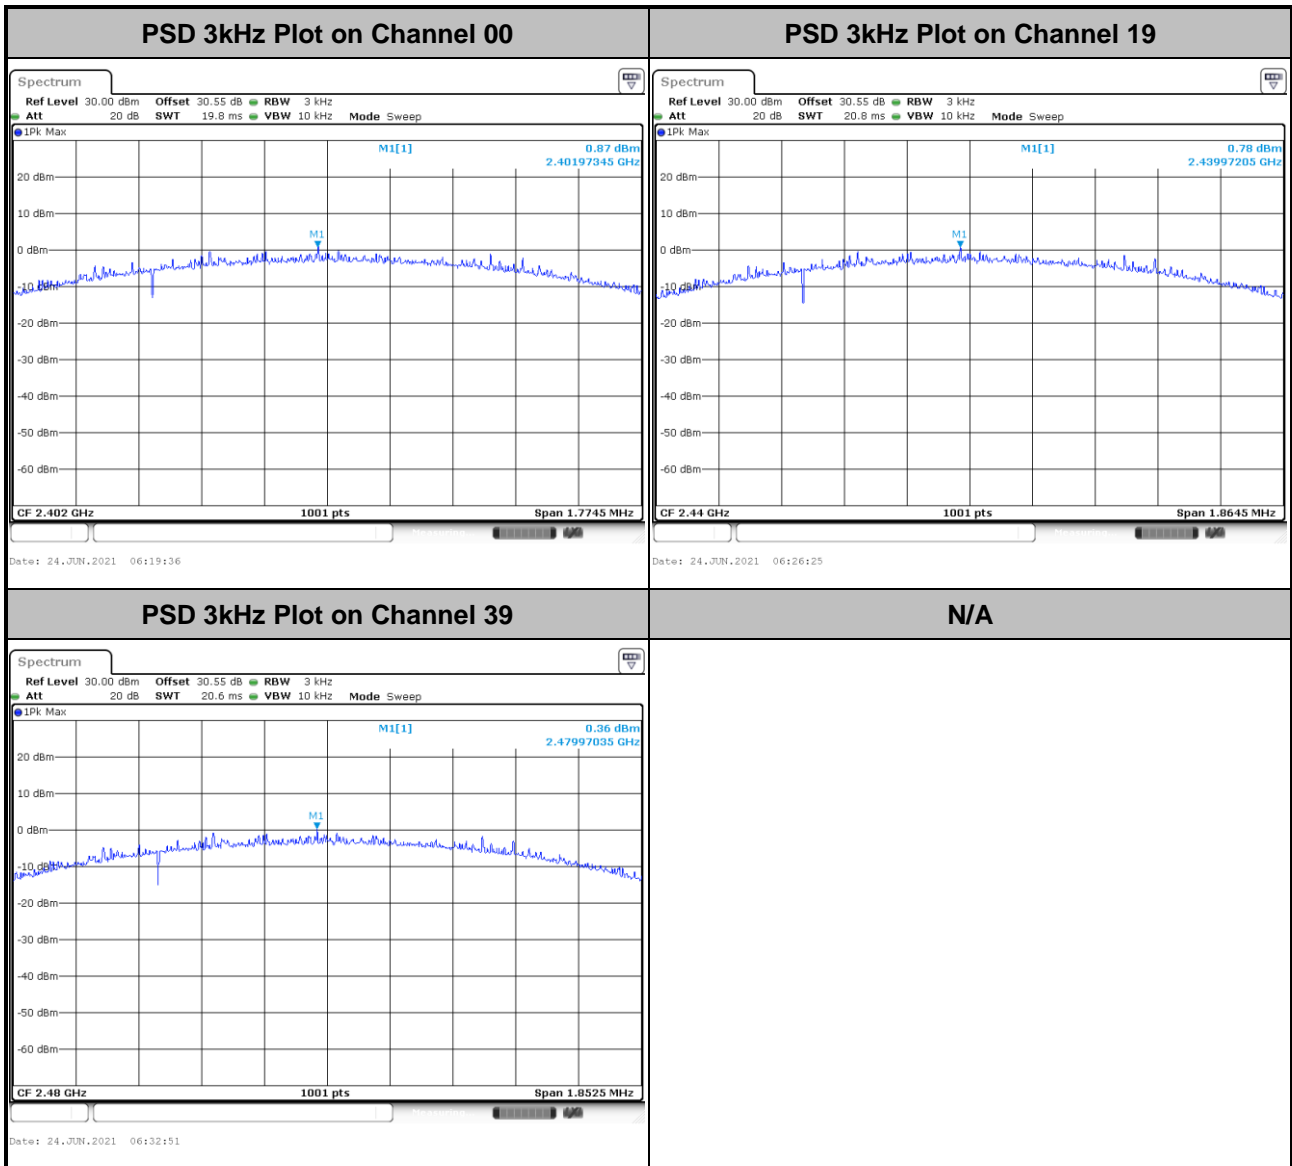 PSD 3kHz Plot on Channel 00
PSD 3kHz Plot on Channel 19
Spectrum
Ref Level 30.00 dBm Offset 30.55 dB RBW 3 kHz
Att 20 dB SWT 19.8 ms VBW 10 kHz Mode Sweep
1Pk Max
M1[1] 0.87 dBm
2.40197345 GHz
20 dBm
10 dBm
M1
0 dBm
-10 dBm
-20 dBm
-30 dBm
-40 dBm
-50 dBm
-60 dBm
CF 2.402 GHz 1001 pts Span 1.7745 MHz
Measuring
Date: 24.JUN.2021 06:19:36
Spectrum
Ref Level 30.00 dBm Offset 30.55 dB RBW 3 kHz
Att 20 dB SWT 20.8 ms VBW 10 kHz Mode Sweep
1Pk Max
M1[1] 0.78 dBm
2.43997205 GHz
20 dBm
10 dBm
M1
0 dBm
-10 dBm
-20 dBm
-30 dBm
-40 dBm
-50 dBm
-60 dBm
CF 2.44 GHz 1001 pts Span 1.8645 MHz
Measuring
Date: 24.JUN.2021 06:26:25
PSD 3kHz Plot on Channel 39
N/A
Spectrum
Ref Level 30.00 dBm Offset 30.55 dB RBW 3 kHz
Att 20 dB SWT 20.6 ms VBW 10 kHz Mode Sweep
1Pk Max
M1[1] 0.36 dBm
2.47997035 GHz
20 dBm
10 dBm
M1
0 dBm
-10 dBm
-20 dBm
-30 dBm
-40 dBm
-50 dBm
-60 dBm
CF 2.48 GHz 1001 pts Span 1.8525 MHz
Measuring
Date: 24.JUN.2021 06:32:51